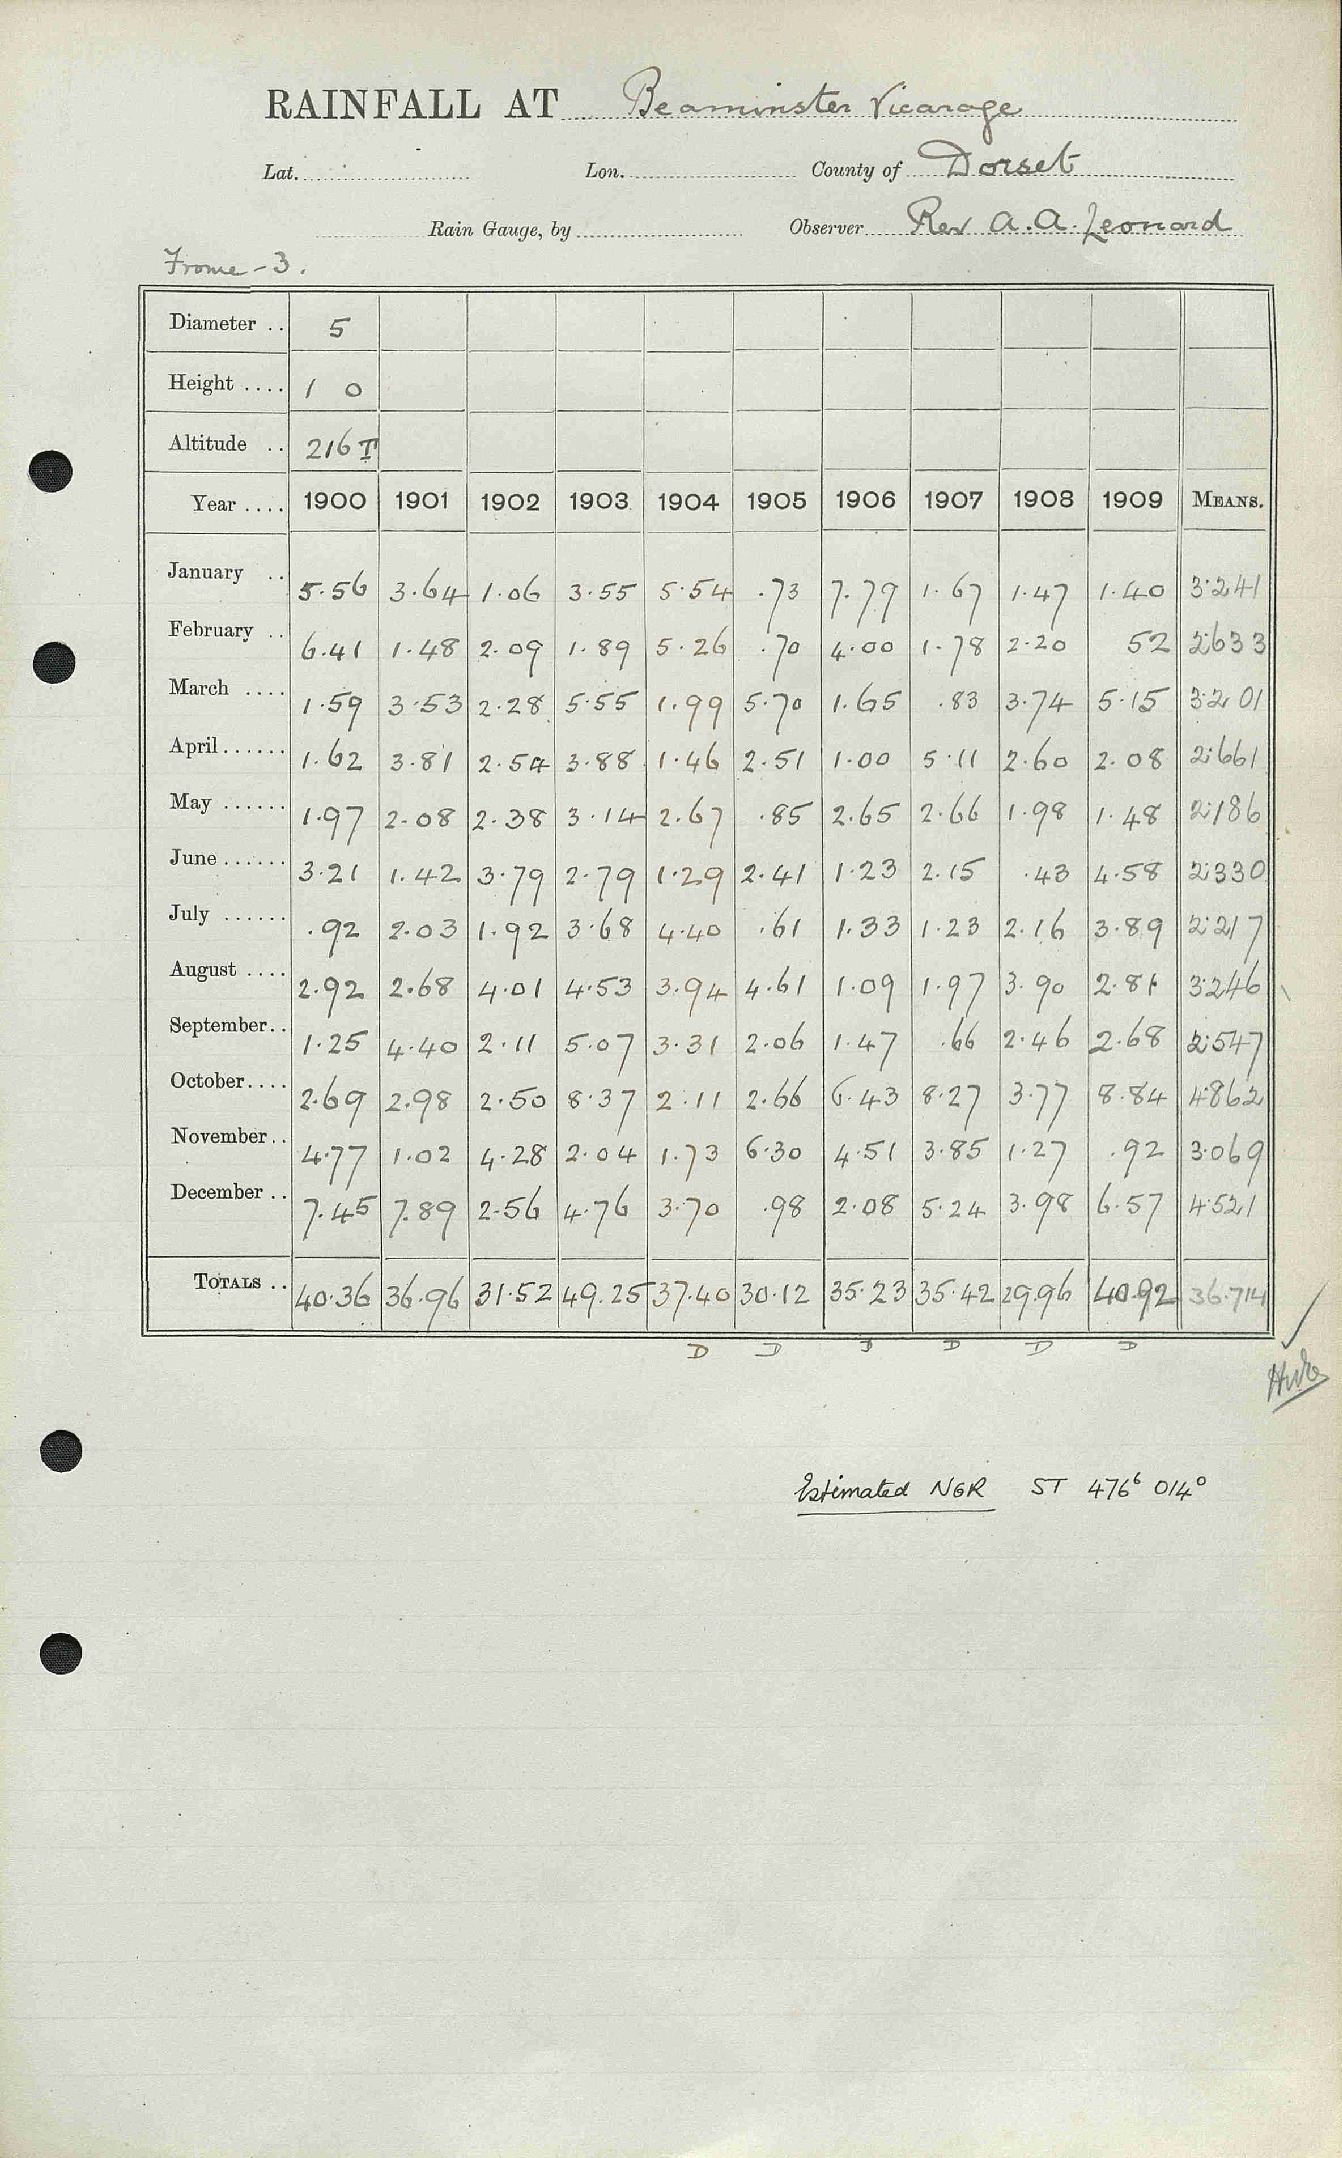 RAINFALL AT Beaminster Vicarage
Lat. Lon. County of Dorset
Rain Gauge, by Observer Rev A. A. Leonard
Frome - 3.
Diameter .. 5
Height .... 1 0
Altitude .. 216 T
Year .... 1900 1901 1902 1903 1904 1905 1906 1907 1908 1909 MEANS.
January .. 5.56 3.64 1.06 3.55 5.54 .73 7.79 1.67 1.47 1.40 3.241
February .. 6.41 1.48 2.09 1.89 5.26 .70 4.00 1.78 2.20 52 2.633
March .... 1.59 3.53 2.28 5.55 1.99 5.70 1.65 .83 3.74 5.15 3.201
April ...... 1.62 3.81 2.54 3.88 1.46 2.51 1.00 5.11 2.60 2.08 2.661
May ...... 1.97 2.08 2.38 3.14 2.67 .85 2.65 2.66 1.98 1.48 2.186
June ...... 3.21 1.42 3.79 2.79 1.29 2.41 1.23 2.15 .43 4.58 2.330
July ...... .92 2.03 1.92 3.68 4.40 .61 1.33 1.23 2.16 3.89 2.217
August .... 2.92 2.68 4.01 4.53 3.94 4.61 1.09 1.97 3.90 2.81 3.246
September.. 1.25 4.40 2.11 5.07 3.31 2.06 1.47 .66 2.46 2.68 2.547
October.... 2.69 2.98 2.50 8.37 2.11 2.66 6.43 8.27 3.77 8.84 4.862
November.. 4.77 1.02 4.28 2.04 1.73 6.30 4.51 3.85 1.27 .92 3.069
December .. 7.45 7.89 2.56 4.76 3.70 .98 2.08 5.24 3.98 6.57 4.521
TOTALS .. 40.36 36.96 31.52 49.25 37.40 30.12 35.23 35.42 29.96 40.92 36.714
D D D D D D
Estimated NGR ST 476⁶ 014⁰